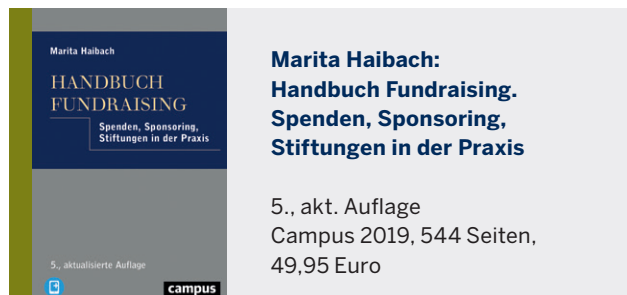 Marita Haibach
HANDBUCH
FUNDRAISING
Spenden, Sponsoring,
Stiftungen in der Praxis
5., aktualisierte Auflage
campus
Marita Haibach:
Handbuch Fundraising.
Spenden, Sponsoring,
Stiftungen in der Praxis
5., akt. Auflage
Campus 2019, 544 Seiten,
49,95 Euro